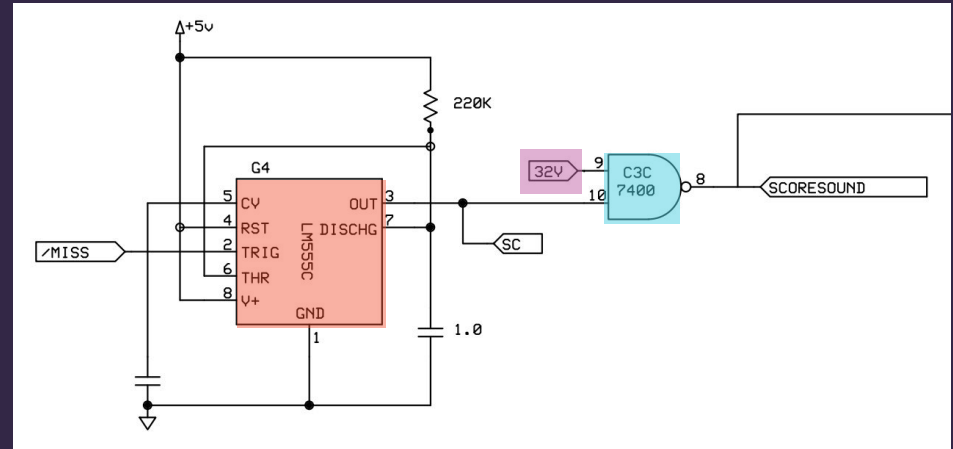 +5v
220K
G4
5 CV
OUT 3
4 RST
DISCHG 7
2 TRIG
6 THR
8 V+
LM555C
GND
1
/MISS
1.0
SC
32V
9
10
C3C
7400
8
SCORESOUND